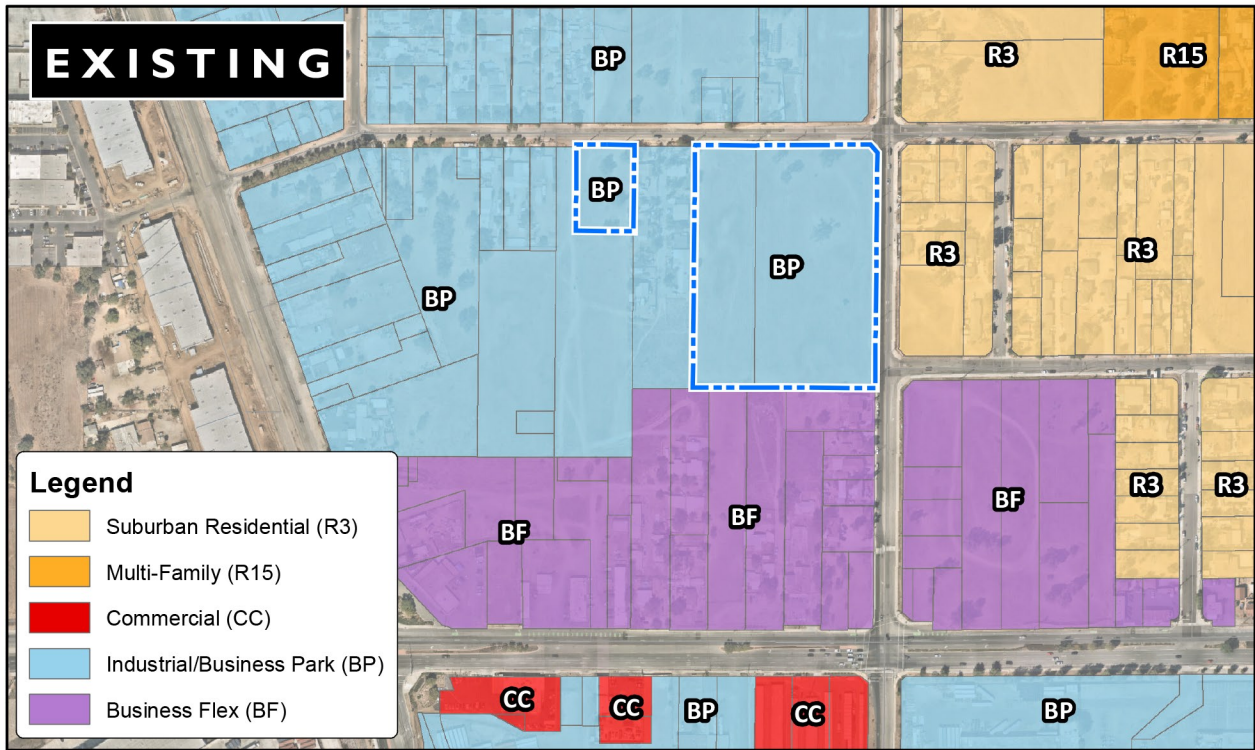 EXISTING
BP
R3
R15
BP
BP
BP
R3
R3
BP
BF
BF
BF
R3
R3
Legend
Suburban Residential (R3)
Multi-Family (R15)
Commercial (CC)
Industrial/Business Park (BP)
Business Flex (BF)
CC
CC
BP
CC
BP